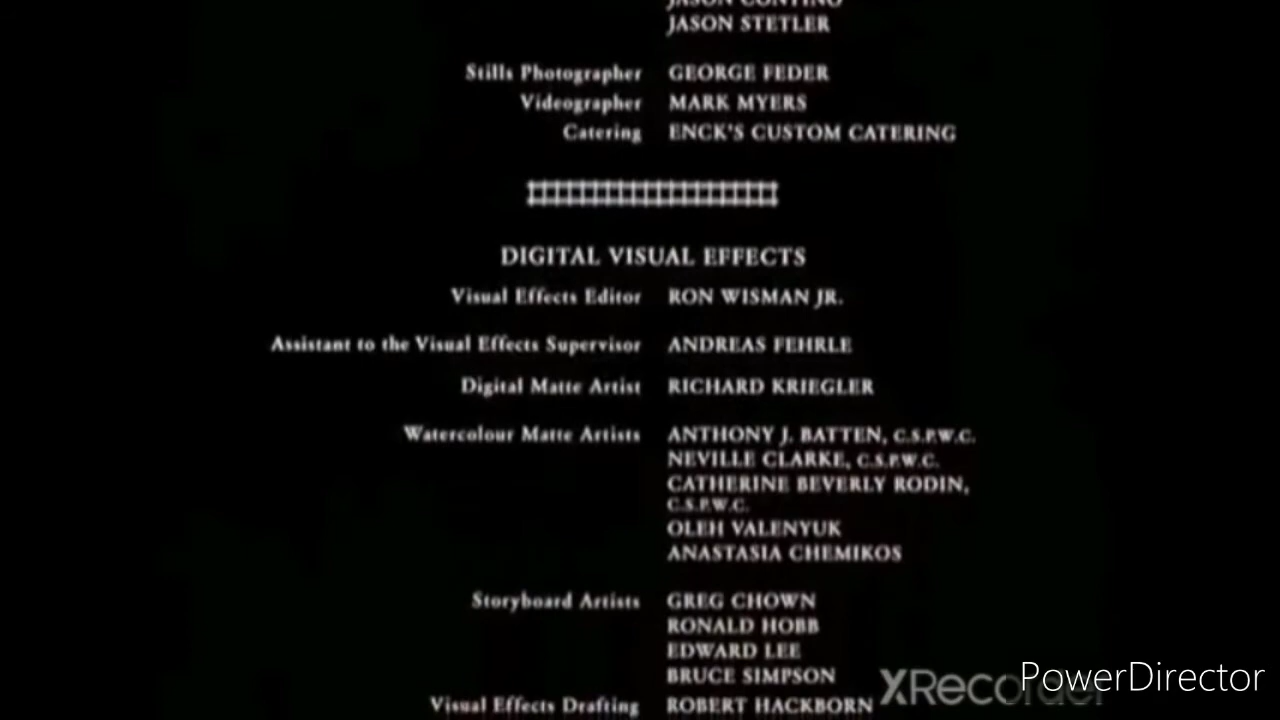 JASON CONTINO
JASON STETLER
Stills Photographer GEORGE FEDER
Videographer MARK MYERS
Catering ENCK'S CUSTOM CATERING
DIGITAL VISUAL EFFECTS
Visual Effects Editor RON WISMAN JR.
Assistant to the Visual Effects Supervisor ANDREAS FEHRLE
Digital Matte Artist RICHARD KRIEGLER
Watercolour Matte Artists ANTHONY J. BATTEN, C.S.P.W.C.
NEVILLE CLARKE, C.S.P.W.C.
CATHERINE BEVERLY RODIN,
C.S.P.W.C.
OLEH VALENYUK
ANASTASIA CHEMIKOS
Storyboard Artists GREG CHOWN
RONALD HOBB
EDWARD LEE
BRUCE SIMPSON
Visual Effects Drafting ROBERT HACKBORN
XRecorder
PowerDirector